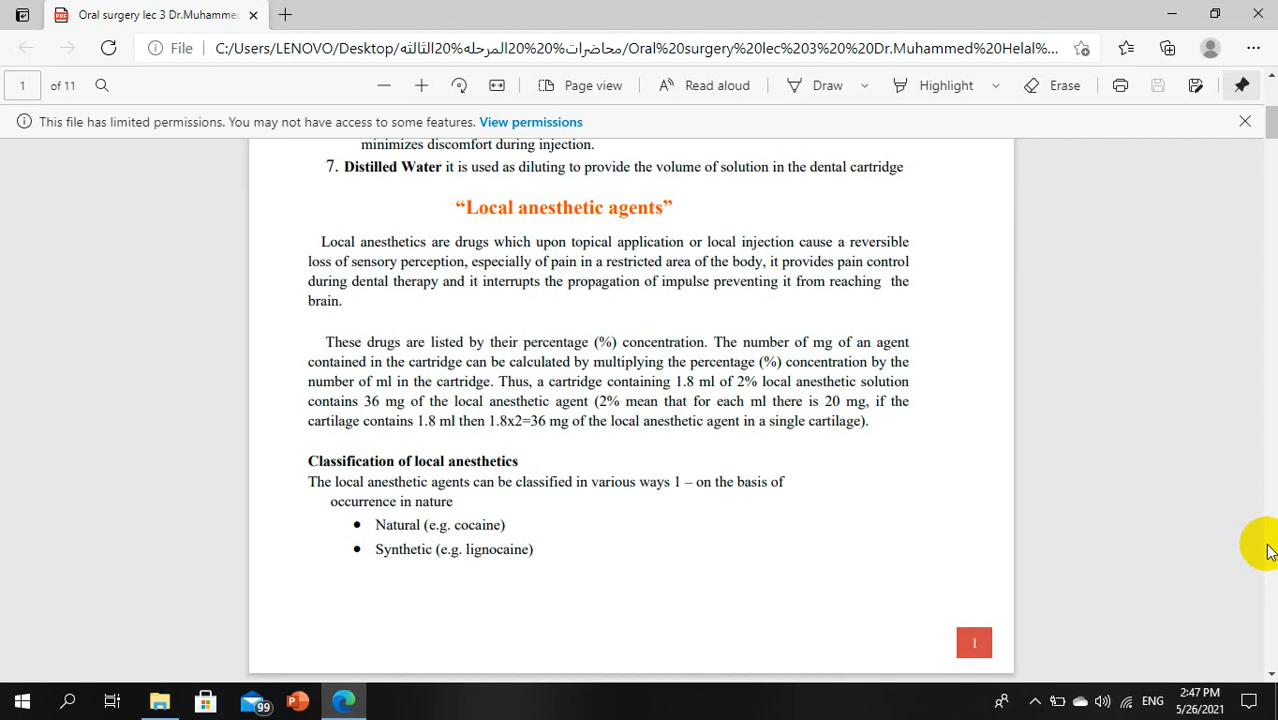 Oral surgery lec 3 Dr.Muhammed
File
C:/Users/LENOVO/Desktop/محاضرات%20%20المرحله%20الثالثه/Oral%20surgery%20lec%203%20%20Dr.Muhammed%20Helal%...
1 of 11
Page view
Read aloud
Draw
Highlight
Erase
This file has limited permissions. You may not have access to some features. View permissions
minimizes discomfort during injection.
7. Distilled Water it is used as diluting to provide the volume of solution in the dental cartridge
“Local anesthetic agents”
Local anesthetics are drugs which upon topical application or local injection cause a reversible
loss of sensory perception, especially of pain in a restricted area of the body, it provides pain control
during dental therapy and it interrupts the propagation of impulse preventing it from reaching the
brain.
These drugs are listed by their percentage (%) concentration. The number of mg of an agent
contained in the cartridge can be calculated by multiplying the percentage (%) concentration by the
number of ml in the cartridge. Thus, a cartridge containing 1.8 ml of 2% local anesthetic solution
contains 36 mg of the local anesthetic agent (2% mean that for each ml there is 20 mg, if the
cartilage contains 1.8 ml then 1.8x2=36 mg of the local anesthetic agent in a single cartilage).
Classification of local anesthetics
The local anesthetic agents can be classified in various ways 1 – on the basis of
occurrence in nature
• Natural (e.g. cocaine)
• Synthetic (e.g. lignocaine)
1
99
ENG
2:47 PM
5/26/2021